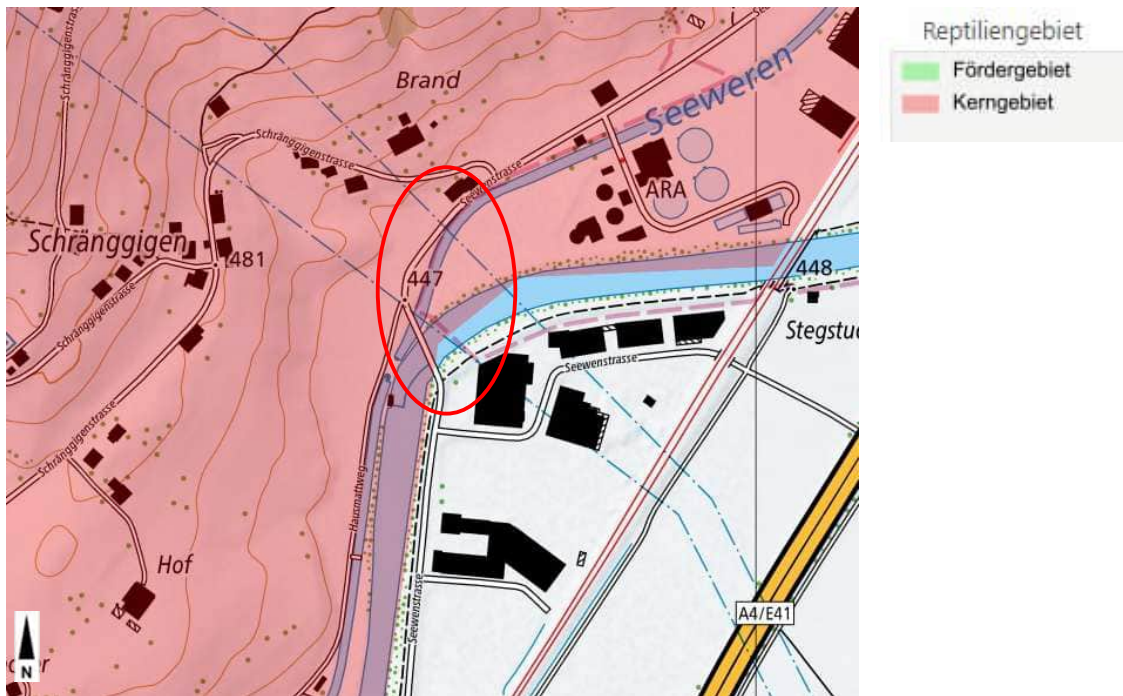 Reptiliengebiet
Fördergebiet
Kerngebiet
Schränggigenstrasse
Brand
Seeweren
Schränggigenstrasse
Seewenstrasse
ARA
Schränggigen
481
447
448
Schränggigenstrasse
Stegstud
Seewenstrasse
Schränggigenstrasse
Hausmattweg
Hof
Seewenstrasse
A4/E41
N